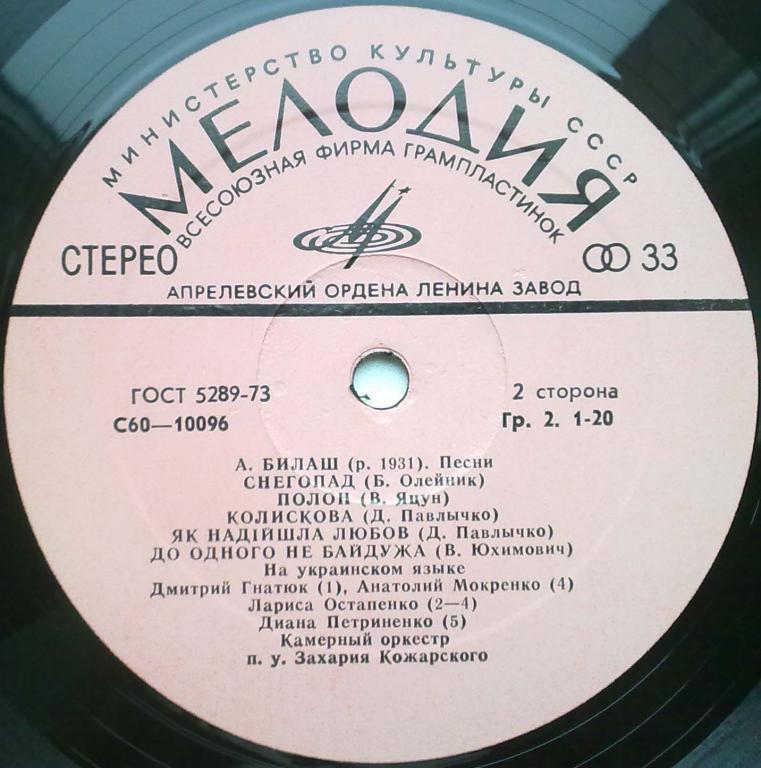 МИНИСТЕРСТВО КУЛЬТУРЫ СССР
МЕЛОДИЯ
ВСЕСОЮЗНАЯ ФИРМА ГРАМПЛАСТИНОК
СТЕРЕО 33
АПРЕЛЕВСКИЙ ОРДЕНА ЛЕНИНА ЗАВОД
ГОСТ 5289-73 2 сторона
С60—10096 Гр. 2. 1-20
А. БИЛАШ (р. 1931). Песни
СНЕГОПАД (Б. Олейник)
ПОЛОН (В. Яцун)
КОЛИСКОВА (Д. Павлычко)
ЯК НАДІЙШЛА ЛЮБОВ (Д. Павлычко)
ДО ОДНОГО НЕ БАЙДУЖА (В. Юхимович)
На украинском языке
Дмитрий Гнатюк (1), Анатолий Мокренко (4)
Лариса Остапенко (2—4)
Диана Петриненко (5)
Камерный оркестр
п. у. Захария Кожарского